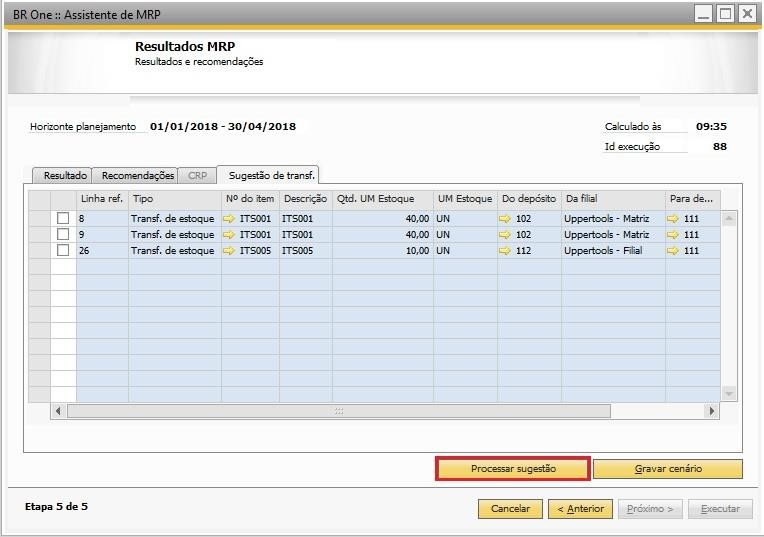 BR One :: Assistente de MRP
Resultados MRP
Resultados e recomendações
Horizonte planejamento 01/01/2018 - 30/04/2018 Calculado às 09:35
Id execução 88
Resultado Recomendações CRP Sugestão de transf.
Linha ref. Tipo Nº do item Descrição Qtd. UM Estoque UM Estoque Do depósito Da filial Para de...
8 Transf. de estoque ITS001 ITS001 40,00 UN 102 Uppertools - Matriz 111
9 Transf. de estoque ITS001 ITS001 40,00 UN 102 Uppertools - Matriz 111
26 Transf. de estoque ITS005 ITS005 10,00 UN 112 Uppertools - Filial 111
Processar sugestão Gravar cenário
Etapa 5 de 5 Cancelar < Anterior Próximo > Executar